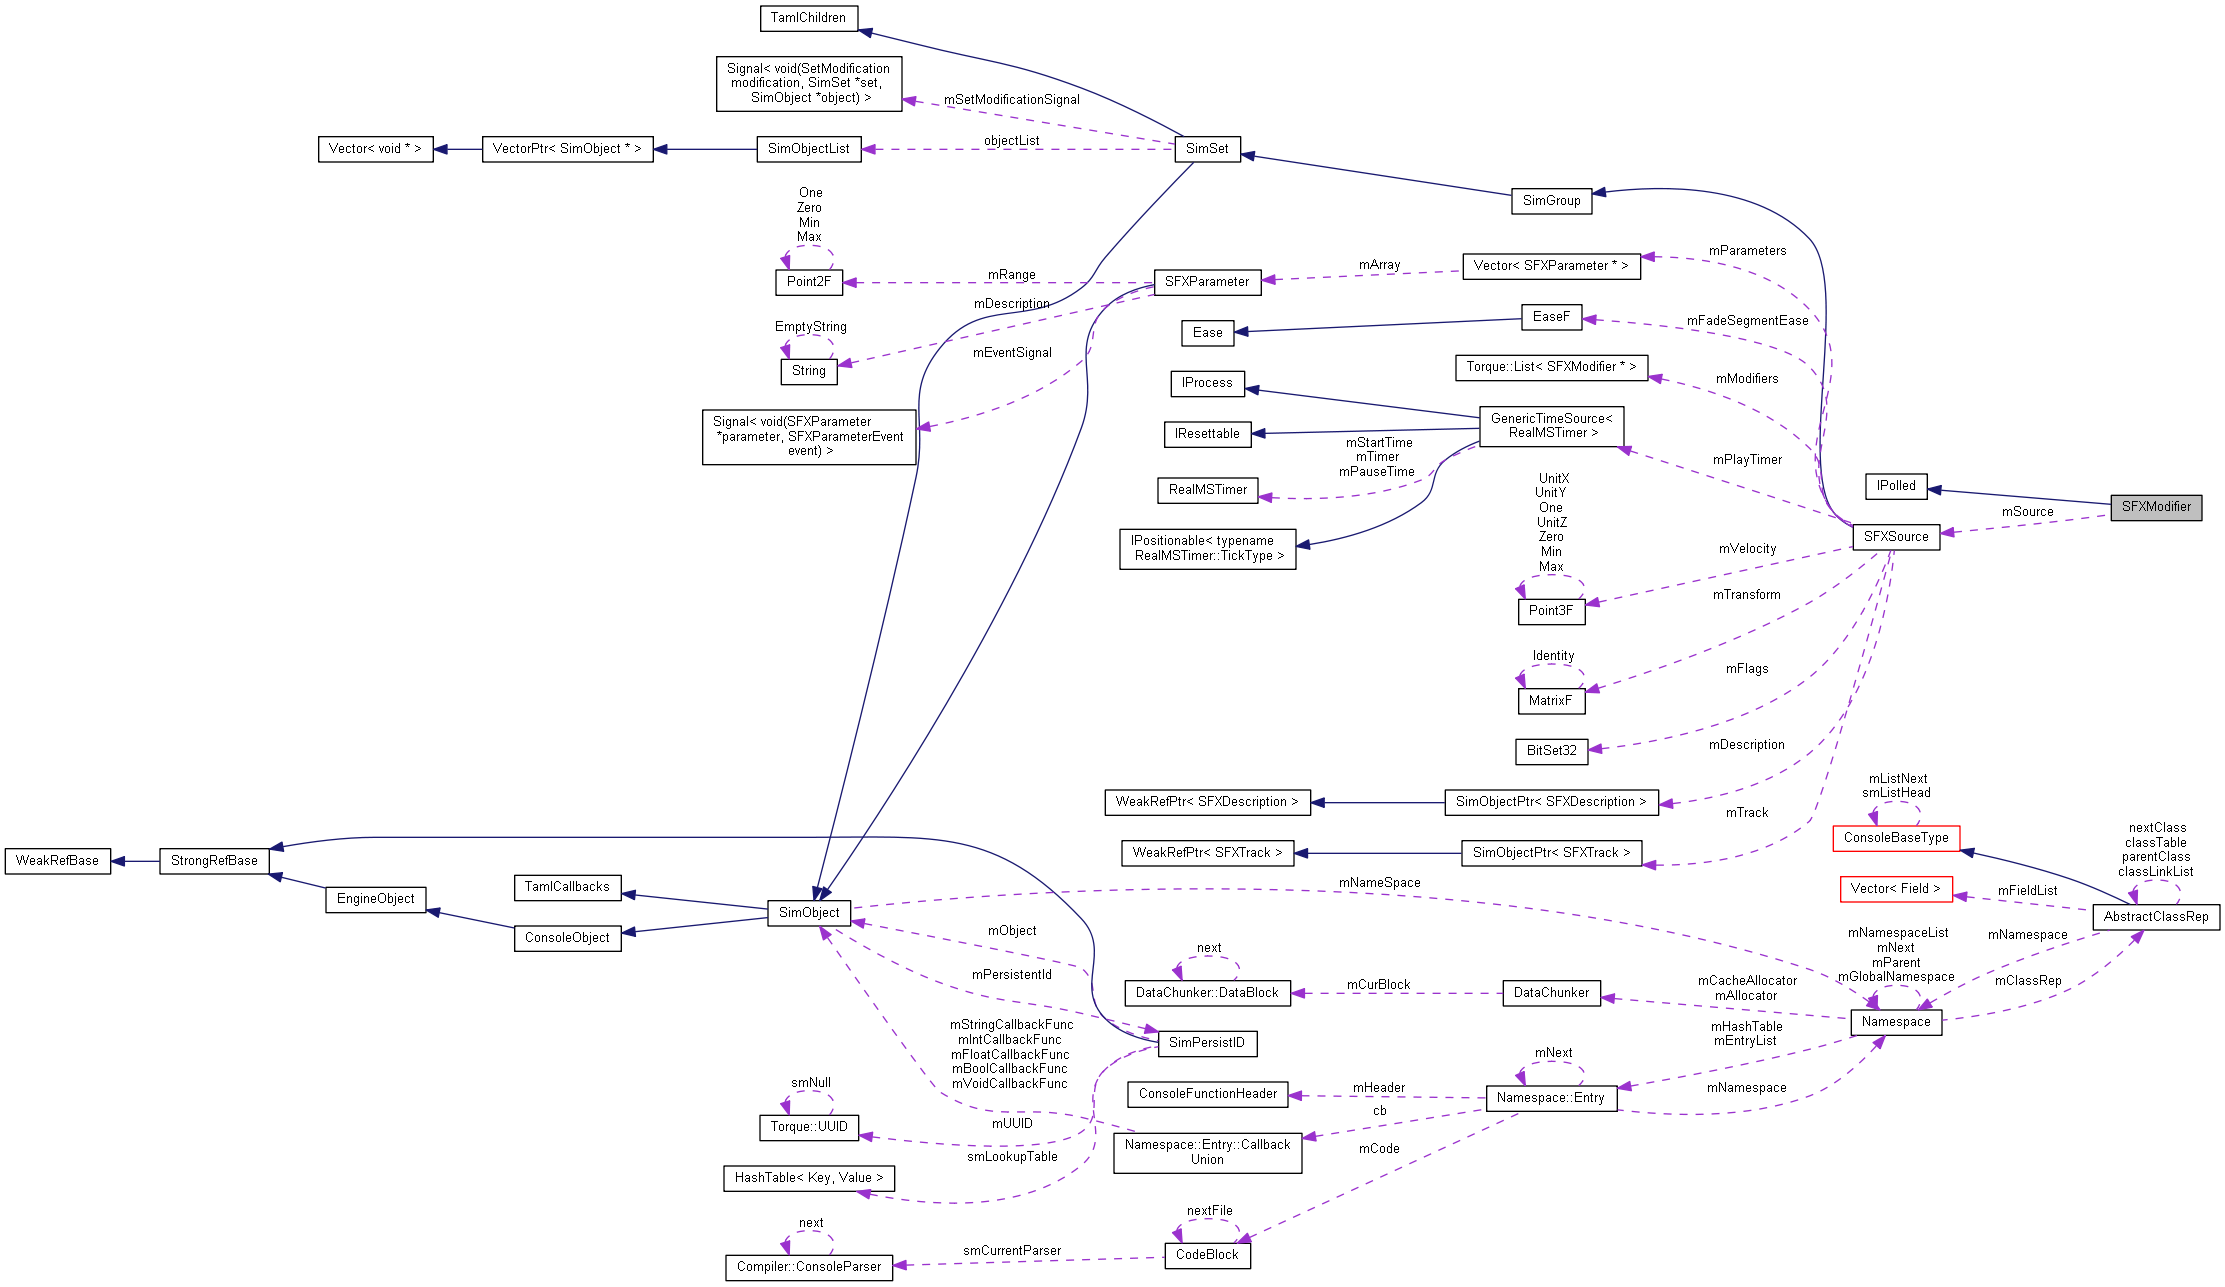 TamlChildren
Signal< void(SetModification
modification, SimSet *set,
SimObject *object) >
mSetModificationSignal
objectList
Vector< void * >
VectorPtr< SimObject * >
SimObjectList
SimSet
SimGroup
One
Zero
Min
Max
Point2F
mRange
mDescription
EmptyString
String
mEventSignal
Signal< void(SFXParameter
*parameter, SFXParameterEvent
event) >
SFXParameter
mArray
Vector< SFXParameter * >
mParameters
Ease
EaseF
mFadeSegmentEase
Torque::List< SFXModifier * >
mModifiers
IProcess
IResettable
GenericTimeSource<
RealMSTimer >
mStartTime
mTimer
mPauseTime
mPlayTimer
RealMSTimer
IPositionable< typename
RealMSTimer::TickType >
IPolled
SFXModifier
mSource
SFXSource
UnitX
UnitY
One
UnitZ
Zero
Min
Max
Point3F
mVelocity
mTransform
Identity
MatrixF
mFlags
BitSet32
mDescription
WeakRefPtr< SFXDescription >
SimObjectPtr< SFXDescription >
mTrack
WeakRefPtr< SFXTrack >
SimObjectPtr< SFXTrack >
mListNext
smListHead
ConsoleBaseType
nextClass
classTable
parentClass
classLinkList
Vector< Field >
mFieldList
AbstractClassRep
WeakRefBase
StrongRefBase
EngineObject
TamlCallbacks
ConsoleObject
SimObject
mNameSpace
mObject
mPersistentId
mNamespaceList
mNext
mParent
mGlobalNamespace
mNamespace
mClassRep
Namespace
next
DataChunker::DataBlock
mCurBlock
DataChunker
mCacheAllocator
mAllocator
mHashTable
mEntryList
mStringCallbackFunc
mIntCallbackFunc
mFloatCallbackFunc
mBoolCallbackFunc
mVoidCallbackFunc
SimPersistID
mNext
Namespace::Entry
mNamespace
ConsoleFunctionHeader
mHeader
cb
smNull
Torque::UUID
mUUID
Namespace::Entry::Callback
Union
mCode
smLookupTable
HashTable< Key, Value >
nextFile
CodeBlock
next
Compiler::ConsoleParser
smCurrentParser